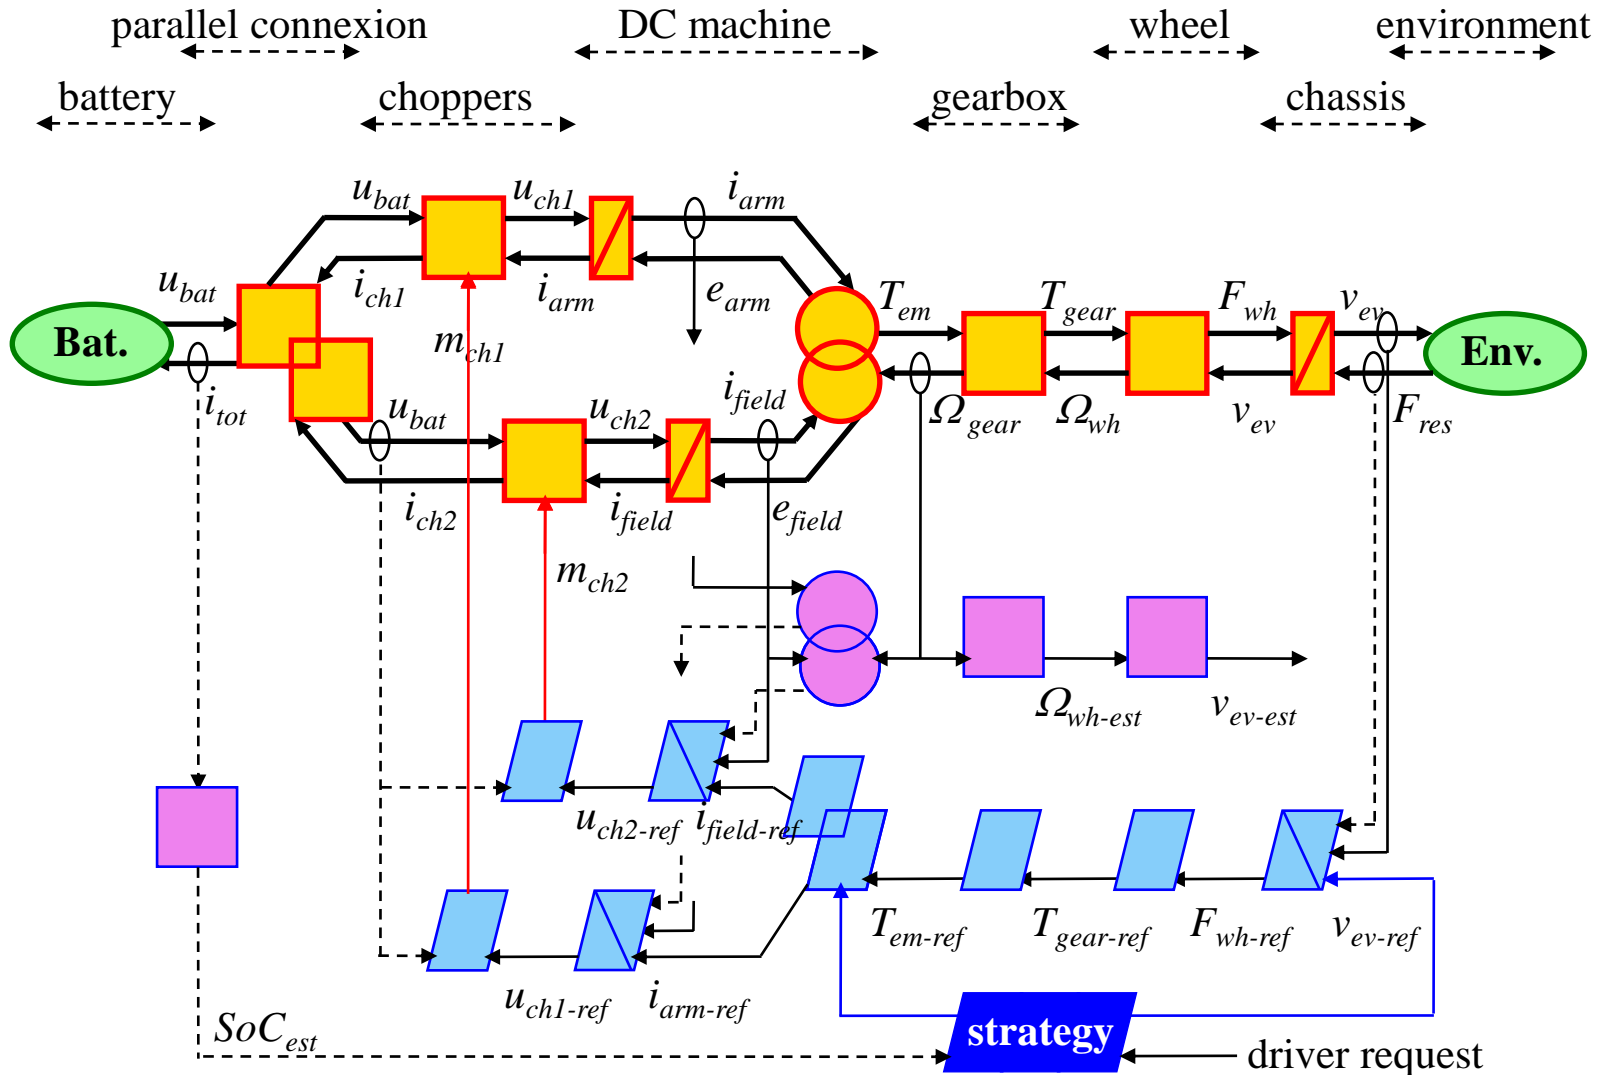 parallel connexion DC machine wheel environment
battery choppers gearbox chassis
u_bat u_ch1 i_arm
i_ch1 i_arm e_arm
u_bat T_em T_gear F_wh v_ev
Bat. m_ch1 Env.
i_tot u_bat u_ch2 i_field Ω_gear Ω_wh v_ev F_res
i_ch2 i_field e_field
m_ch2
Ω_wh-est v_ev-est
u_ch2-ref i_field-ref
T_em-ref T_gear-ref F_wh-ref v_ev-ref
u_ch1-ref i_arm-ref
SoC_est strategy driver request